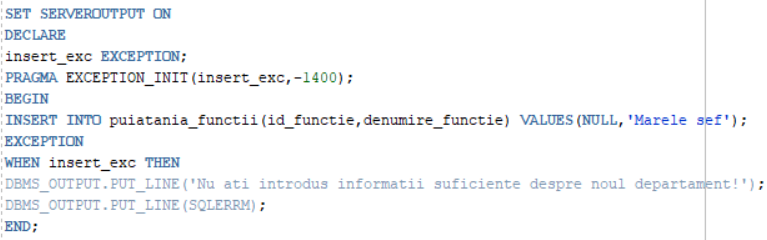 SET SERVEROUTPUT ON
DECLARE
insert_exc EXCEPTION;
PRAGMA EXCEPTION_INIT(insert_exc,-1400);
BEGIN
INSERT INTO puiatania_functii(id_functie,denumire_functie) VALUES(NULL,'Marele sef');
EXCEPTION
WHEN insert_exc THEN
DBMS_OUTPUT.PUT_LINE('Nu ati introdus informatii suficiente despre noul departament!');
DBMS_OUTPUT.PUT_LINE(SQLERRM);
END;